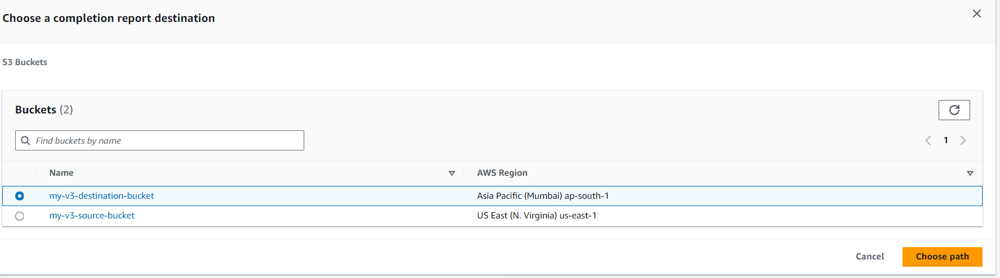 Choose a completion report destination
S3 Buckets
Buckets (2)
Find buckets by name
1
Name AWS Region
my-v3-destination-bucket Asia Pacific (Mumbai) ap-south-1
my-v3-source-bucket US East (N. Virginia) us-east-1
Cancel Choose path